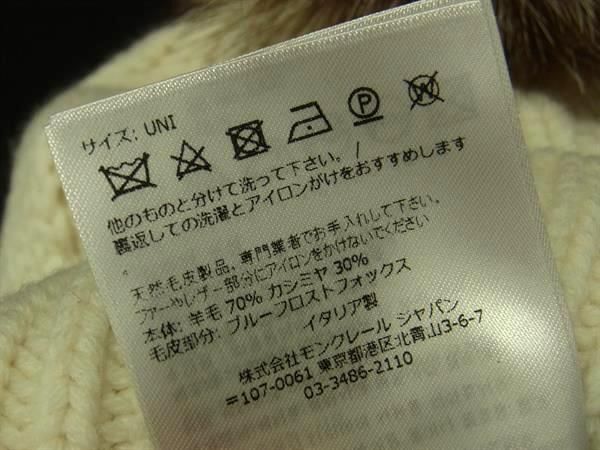 サイズ: UNI
P W
他のものと分けて洗って下さい。/
裏返しての洗濯とアイロンがけをおすすめします
天然毛皮製品。専門業者でお手入れして下さい。
ファーやレザー部分にアイロンをかけないでください
本体: 羊毛 70% カシミヤ 30%
毛皮部分: ブルーフロストフォックス
イタリア製
株式会社モンクレール ジャパン
〒107-0061 東京都港区北青山3-6-7
03-3486-2110